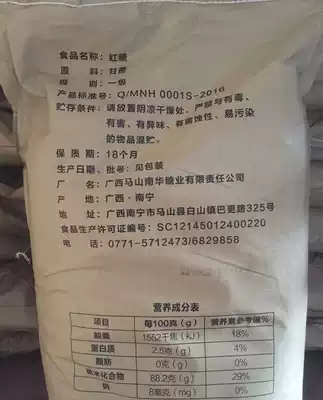 食品名称：红糖
原　料：甘蔗
级　别：一级
产品标准号：Q/MNH 0001S-2016
贮存条件：请放置阴凉干燥处，严禁与有毒、
有害、有异味、有腐蚀性、易污染
的物品混贮。
保 质 期：18个月
生产日期、批号：见包装
厂　名：广西马山南华糖业有限责任公司
产　地：广西·南宁
地　址：广西南宁市马山县白山镇巴更路325号
食品生产许可证编号：SC12145012400220
电　话：0771-5712473/6829858
营养成分表
项目 每100克（g） 营养素参考值%
能量 1552千焦（kJ） 18%
蛋白质 2.5克（g） 4%
脂肪 0克（g） 0%
碳水化合物 88.2克（g） 29%
钠 8毫克（mg） 0%